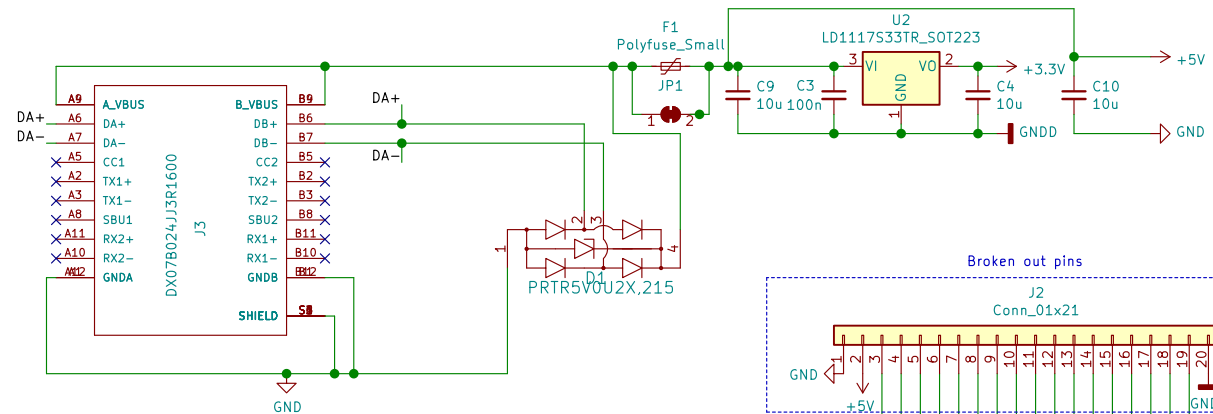 F1
Polyfuse_Small
JP1
1 2
U2
LD1117S33TR_SOT223
3 VI VO 2
GND
1
+3.3V
+5V
C9
10u
C3
100n
C4
10u
C10
10u
GNDD
GND
DA+
DA-
A9 A_VBUS B_VBUS B9
A6 DA+ DB+ B6
A7 DA- DB- B7
A5 CC1 CC2 B5
A2 TX1+ TX2+ B2
A3 TX1- TX2- B3
A8 SBU1 SBU2 B8
A11 RX2+ RX1+ B11
A10 RX2- RX1- B10
A12 GNDA GNDB B12
SHIELD
DX07B024JJ3R1600
J3
DA+
DA-
1 2 3 4
D1
PRTR5V0U2X,215
GND
Broken out pins
J2
Conn_01x21
1 2 3 4 5 6 7 8 9 10 11 12 13 14 15 16 17 18 19 20
GND
+5V